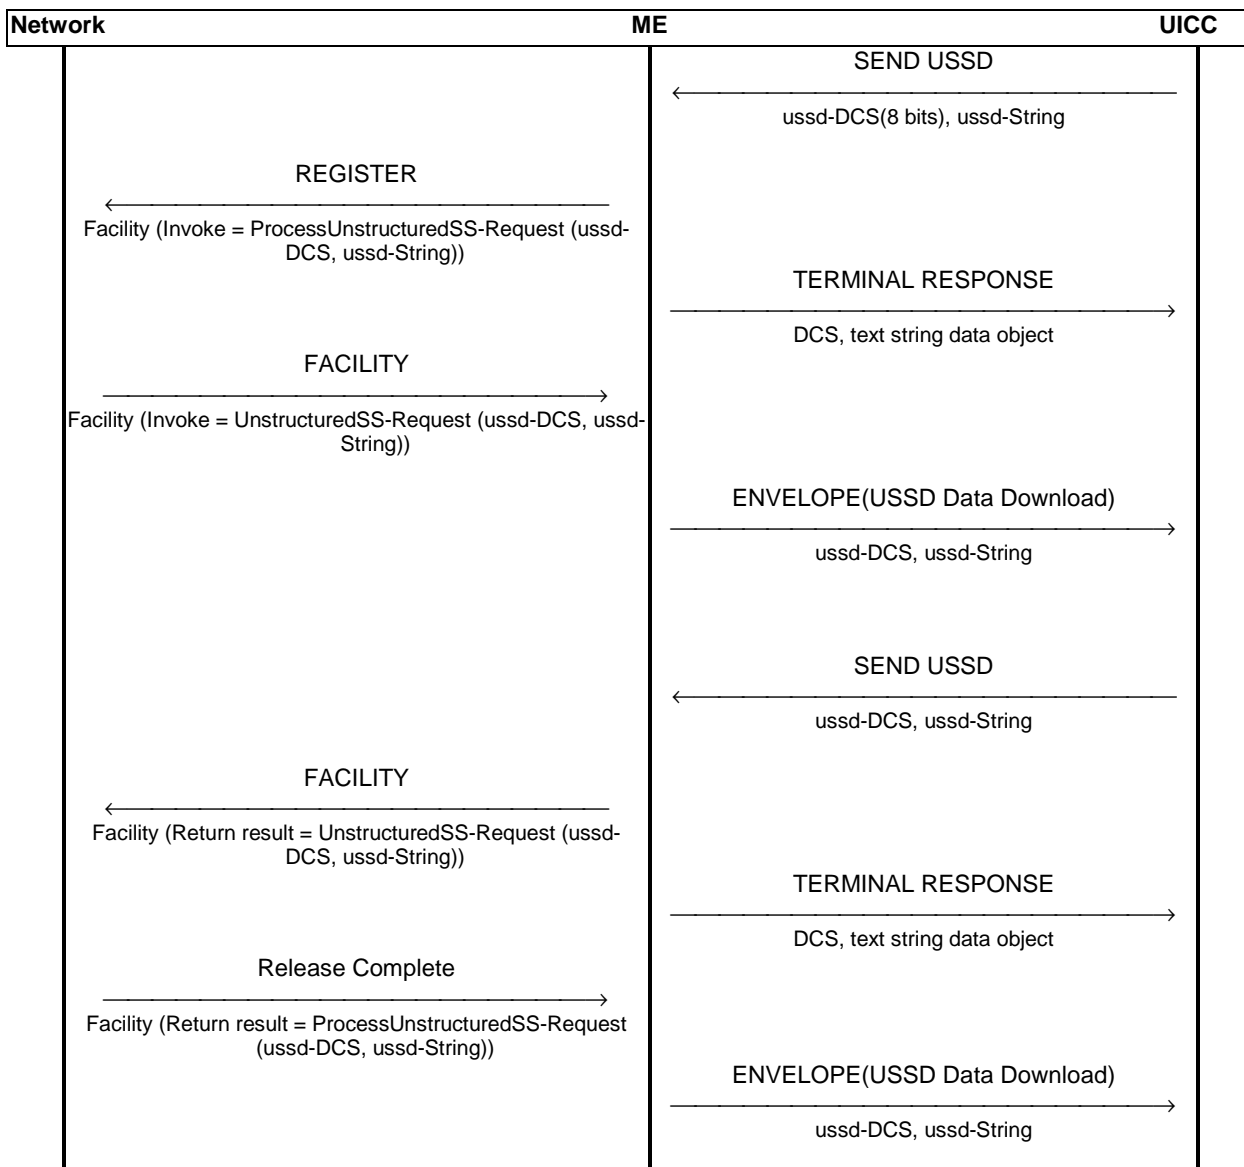 Network ME UICC
SEND USSD
ussd-DCS(8 bits), ussd-String
REGISTER
Facility (Invoke = ProcessUnstructuredSS-Request (ussd-
DCS, ussd-String))
TERMINAL RESPONSE
DCS, text string data object
FACILITY
Facility (Invoke = UnstructuredSS-Request (ussd-DCS, ussd-
String))
ENVELOPE(USSD Data Download)
ussd-DCS, ussd-String
SEND USSD
ussd-DCS, ussd-String
FACILITY
Facility (Return result = UnstructuredSS-Request (ussd-
DCS, ussd-String))
TERMINAL RESPONSE
DCS, text string data object
Release Complete
Facility (Return result = ProcessUnstructuredSS-Request
(ussd-DCS, ussd-String))
ENVELOPE(USSD Data Download)
ussd-DCS, ussd-String